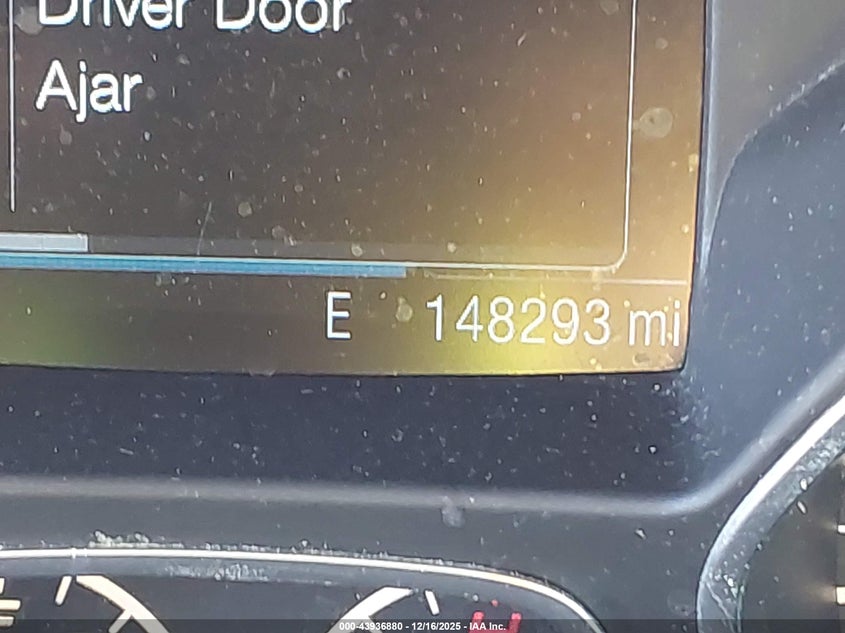 Driver Door
Ajar
E 148293 mi
H
000-43936880 - 12/16/2025 - IAA Inc.